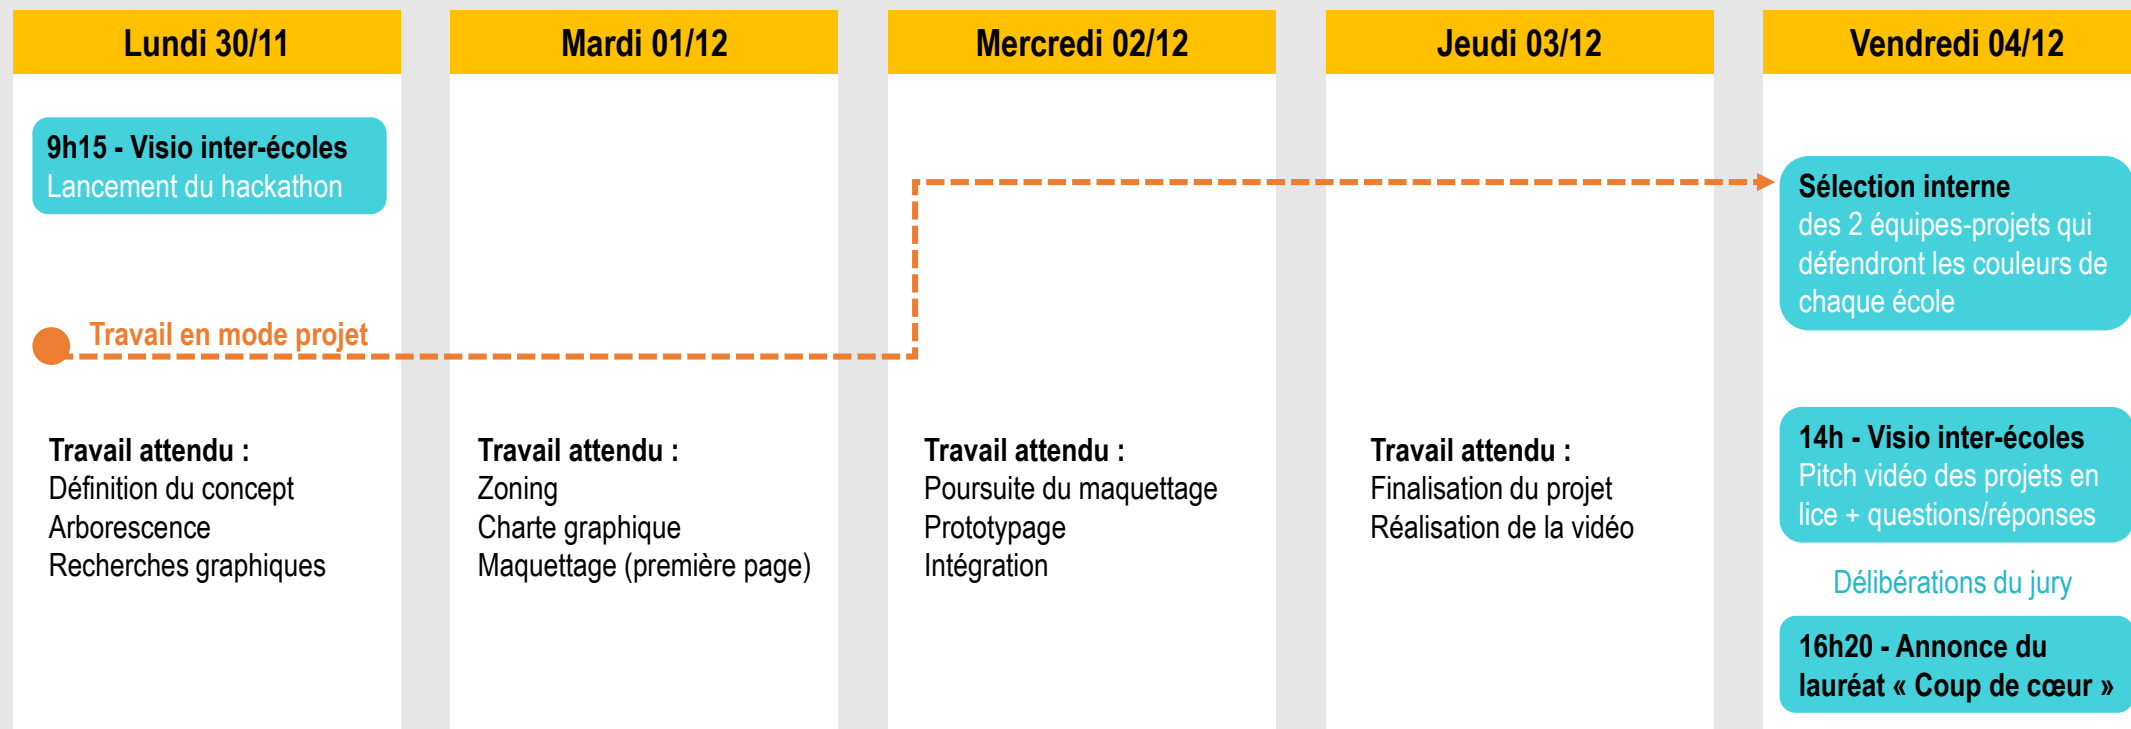 Lundi 30/11
9h15 - Visio inter-écoles
Lancement du hackathon
Travail en mode projet
Travail attendu :
Définition du concept
Arborescence
Recherches graphiques
Mardi 01/12
Travail attendu :
Zoning
Charte graphique
Maquettage (première page)
Mercredi 02/12
Travail attendu :
Poursuite du maquettage
Prototypage
Intégration
Jeudi 03/12
Travail attendu :
Finalisation du projet
Réalisation de la vidéo
Vendredi 04/12
Sélection interne
des 2 équipes-projets qui
défendront les couleurs de
chaque école
14h - Visio inter-écoles
Pitch vidéo des projets en
lice + questions/réponses
Délibérations du jury
16h20 - Annonce du
lauréat « Coup de cœur »